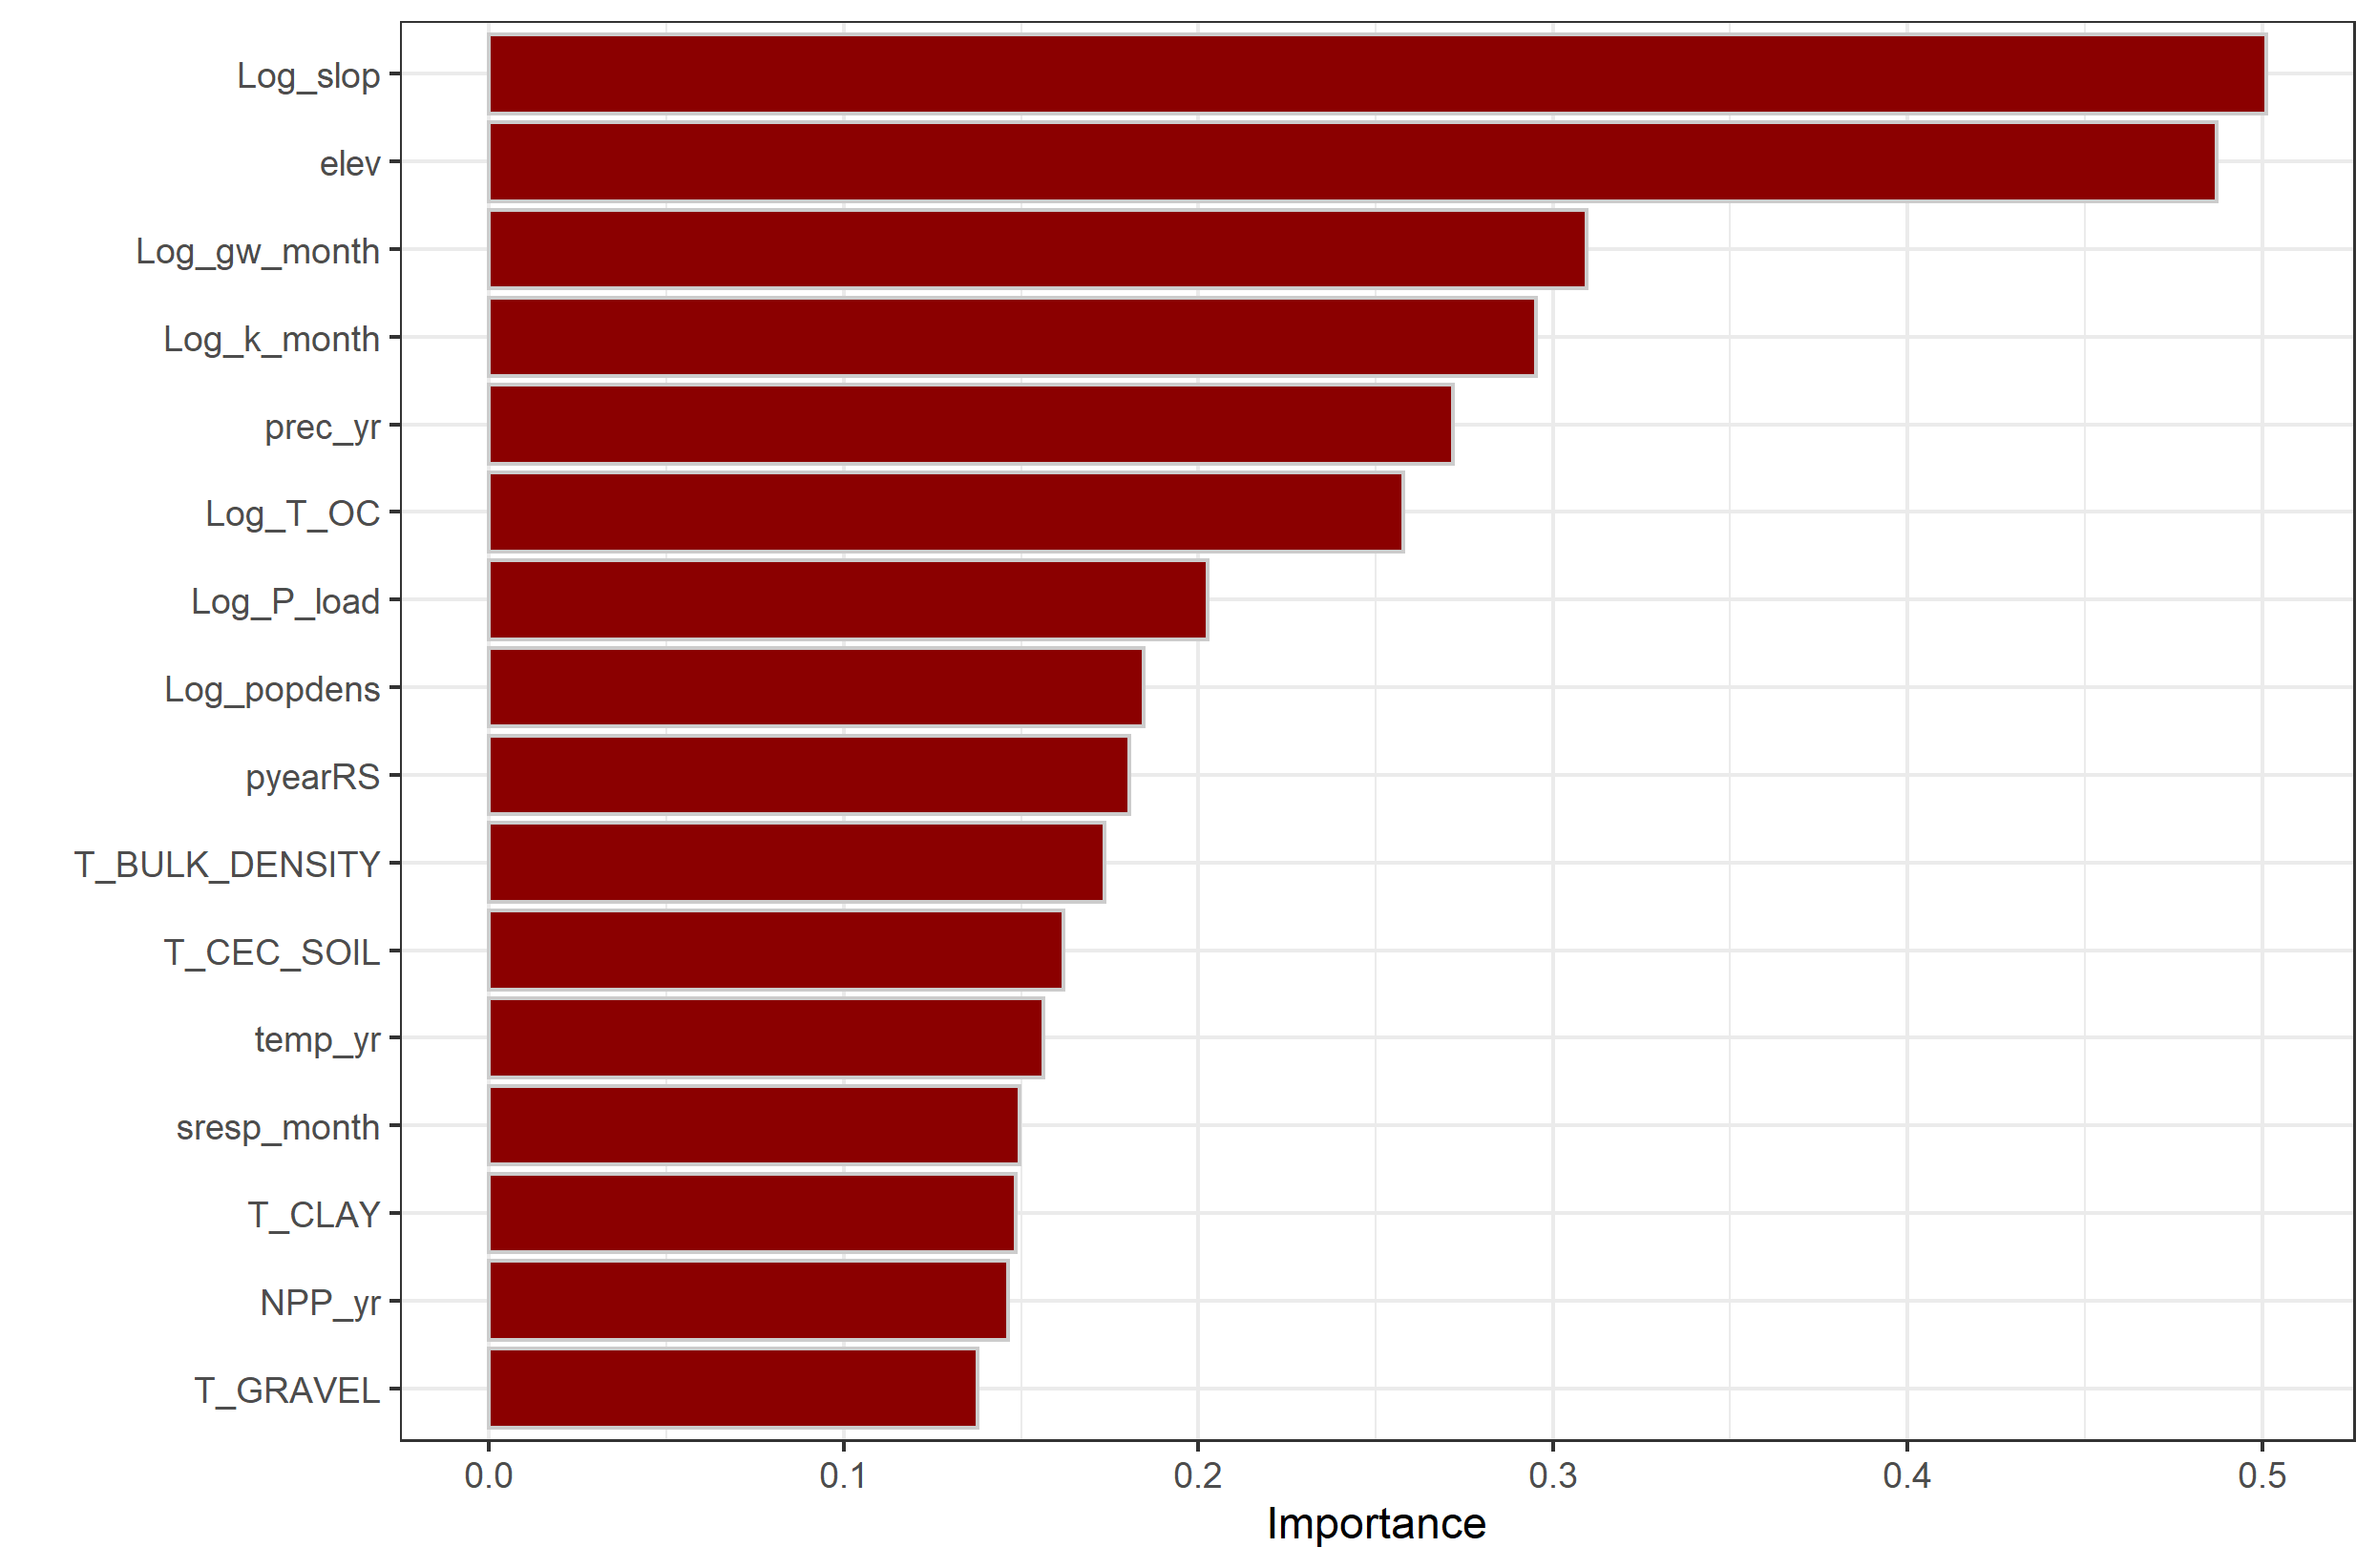 Log_slop
elev
Log_gw_month
Log_k_month
prec_yr
Log_T_OC
Log_P_load
Log_popdens
pyearRS
T_BULK_DENSITY
T_CEC_SOIL
temp_yr
sresp_month
T_CLAY
NPP_yr
T_GRAVEL
0.0 0.1 0.2 0.3 0.4 0.5
Importance